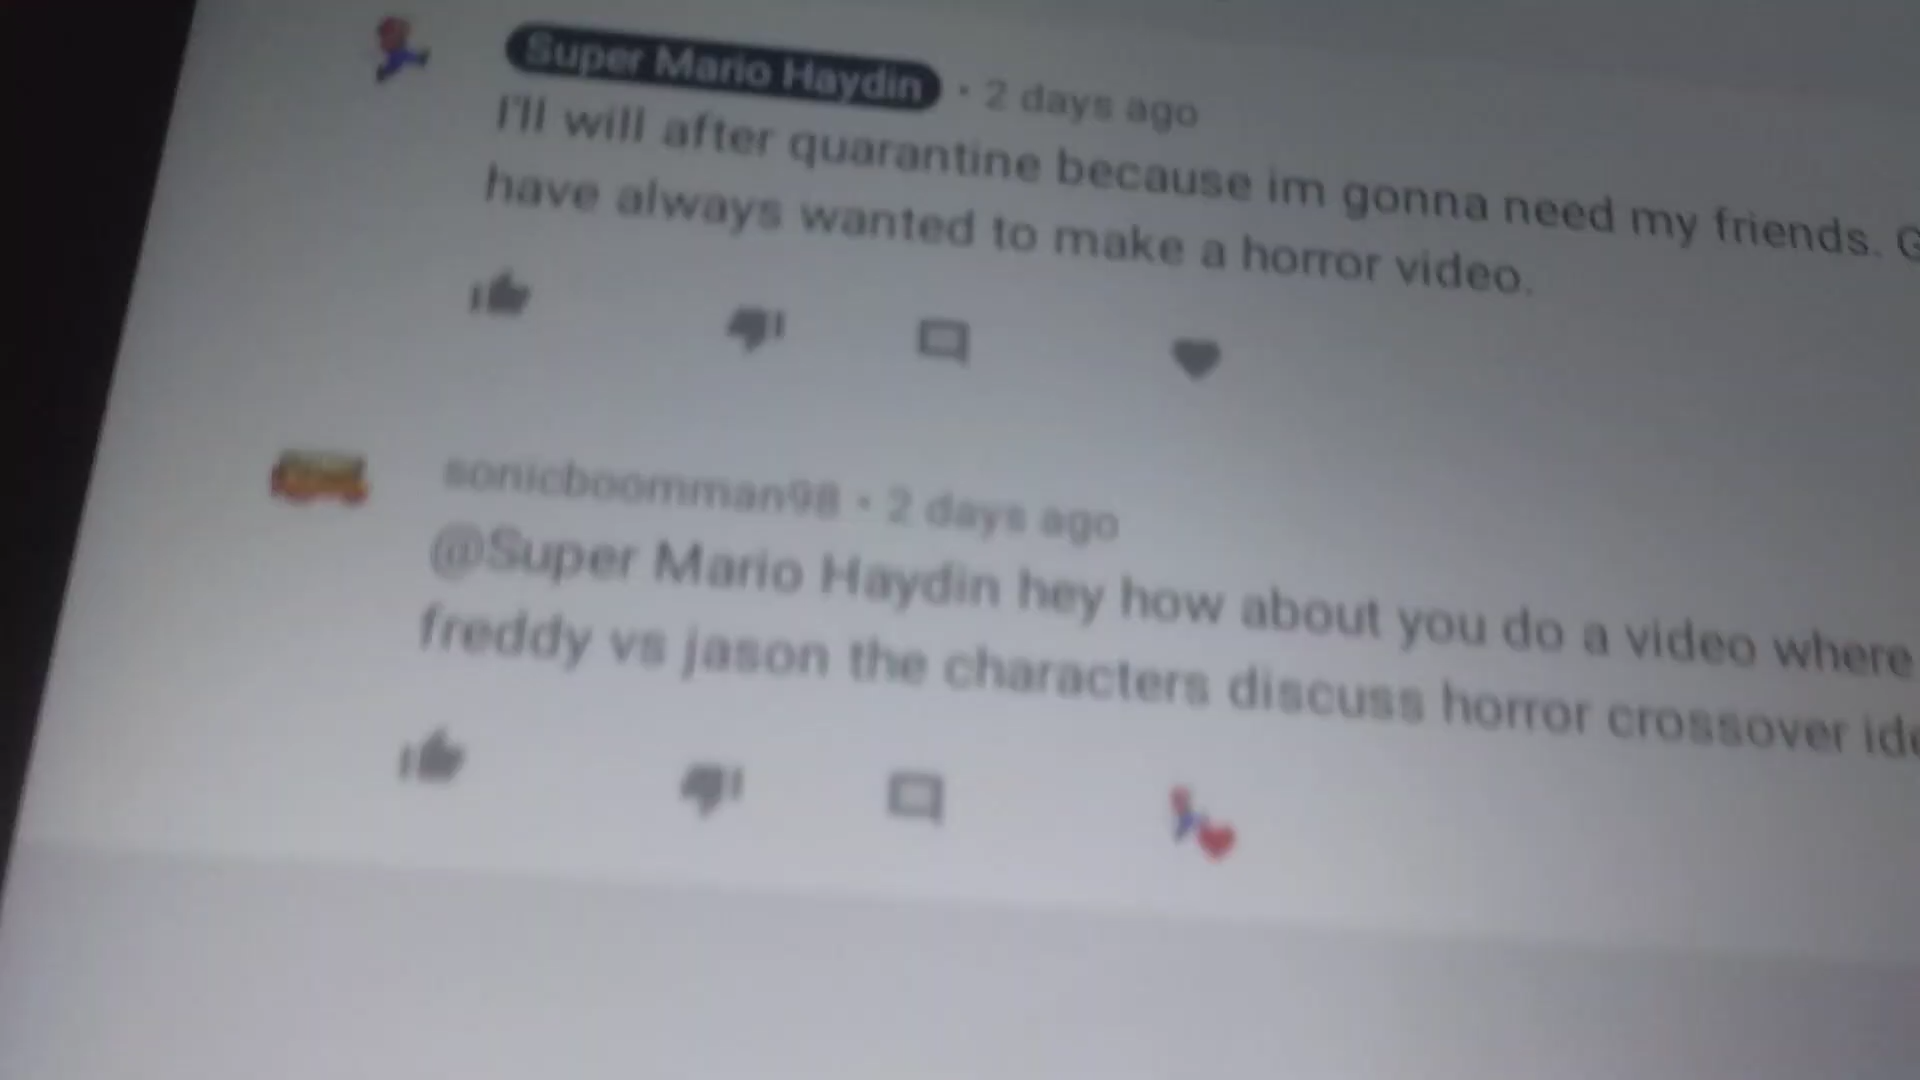 Super Mario Haydin • 2 days ago
I'll will after quarantine because im gonna need my friends. G
have always wanted to make a horror video.
sonicboomman98 • 2 days ago
@Super Mario Haydin hey how about you do a video where
freddy vs jason the characters discuss horror crossover ide